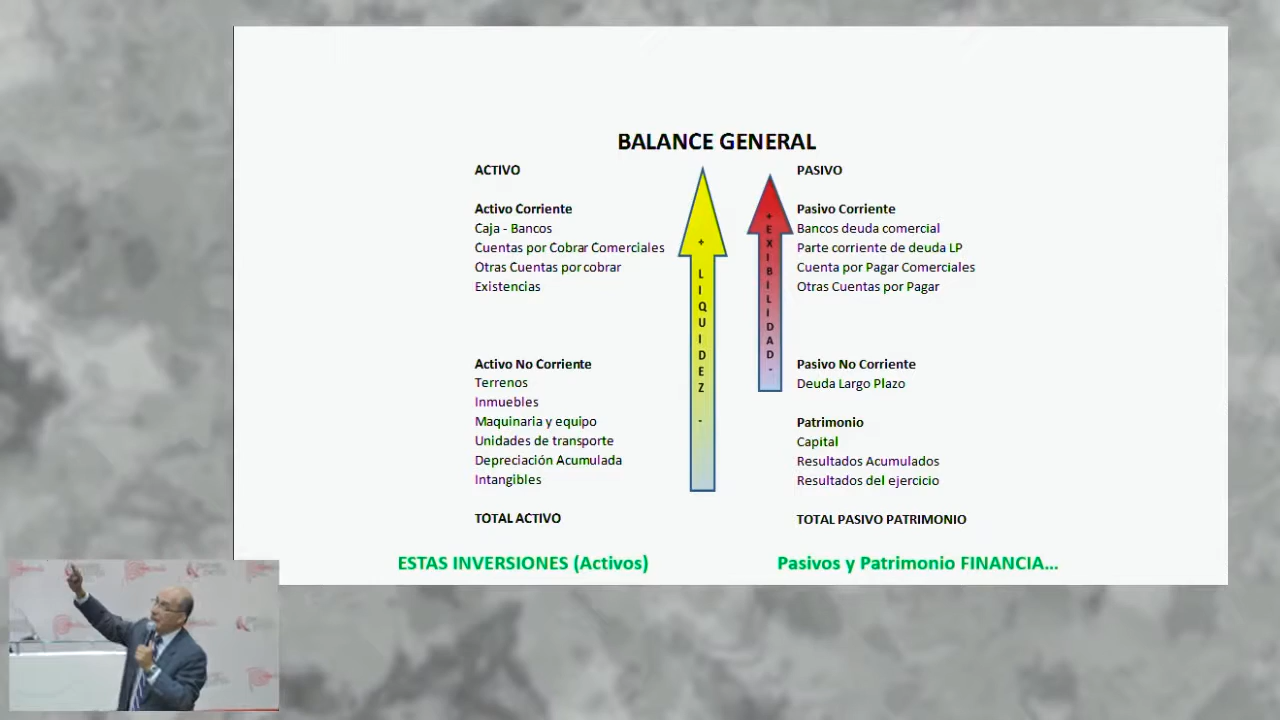 BALANCE GENERAL
ACTIVO
Activo Corriente
Caja - Bancos
Cuentas por Cobrar Comerciales
Otras Cuentas por cobrar
Existencias
Activo No Corriente
Terrenos
Inmuebles
Maquinaria y equipo
Unidades de transporte
Depreciación Acumulada
Intangibles
TOTAL ACTIVO
+ LIQUIDEZ -
+ EXIBILIDAD -
PASIVO
Pasivo Corriente
Bancos deuda comercial
Parte corriente de deuda LP
Cuenta por Pagar Comerciales
Otras Cuentas por Pagar
Pasivo No Corriente
Deuda Largo Plazo
Patrimonio
Capital
Resultados Acumulados
Resultados del ejercicio
TOTAL PASIVO PATRIMONIO
ESTAS INVERSIONES (Activos)
Pasivos y Patrimonio FINANCIA...